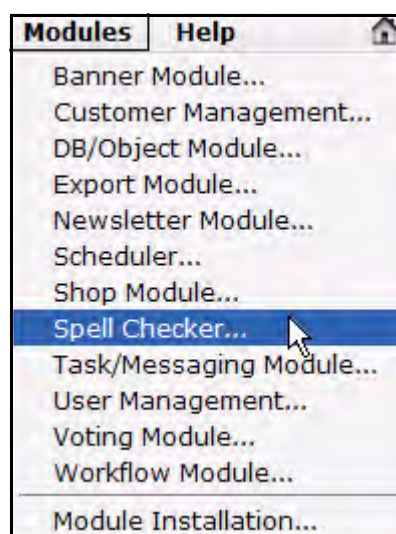 Modules Help
Banner Module...
Customer Management...
DB/Object Module...
Export Module...
Newsletter Module...
Scheduler...
Shop Module...
Spell Checker...
Task/Messaging Module...
User Management...
Voting Module...
Workflow Module...
Module Installation...